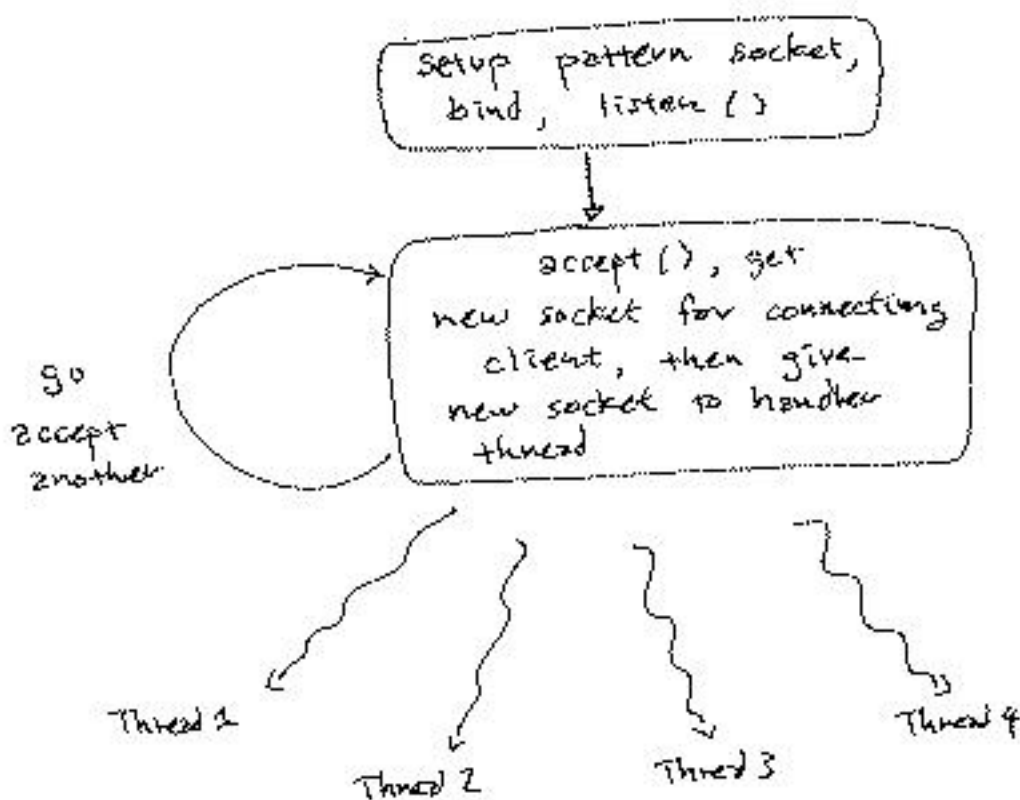 setup pattern socket,
bind, listen ()
accept (), get
new socket for connecting
client, then give
new socket to handler
thread
go
accept
another
Thread 1
Thread 2
Thread 3
Thread 4